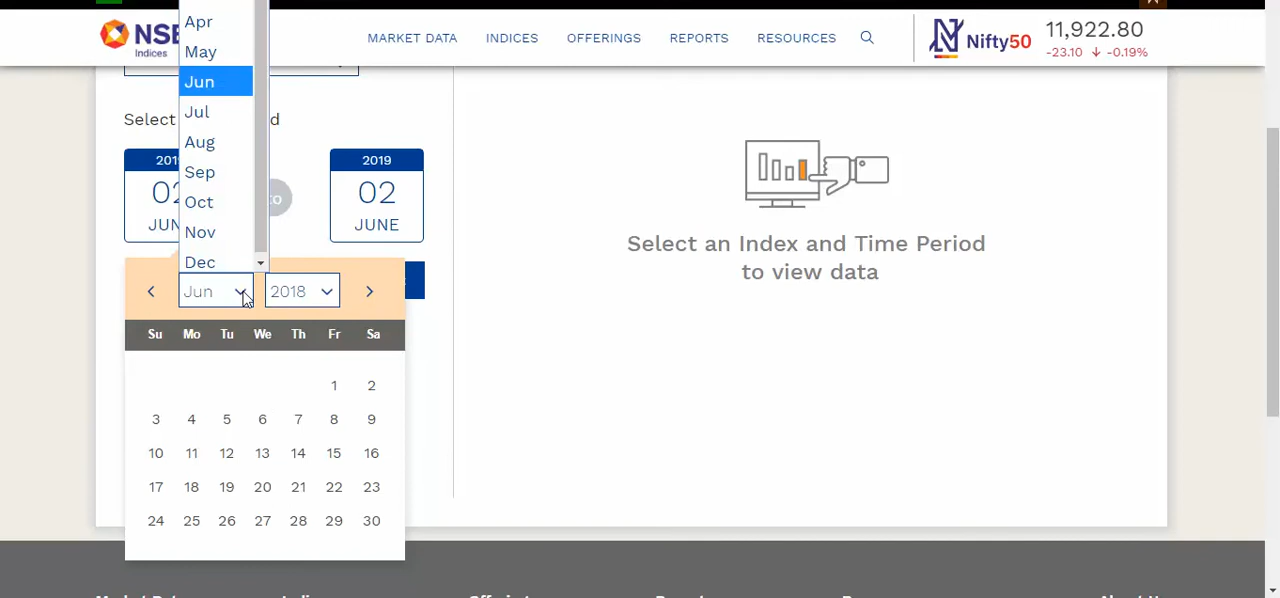 NSE
Indices
MARKET DATA INDICES OFFERINGS REPORTS RESOURCES
Nifty50
11,922.80
-23.10 ↓ -0.19%
Apr
May
Jun
Jul
Aug
Sep
Oct
Nov
Dec
Select
02
to
2019
02
JUNE
Jun 2018
Su Mo Tu We Th Fr Sa
1 2
3 4 5 6 7 8 9
10 11 12 13 14 15 16
17 18 19 20 21 22 23
24 25 26 27 28 29 30
Select an Index and Time Period
to view data